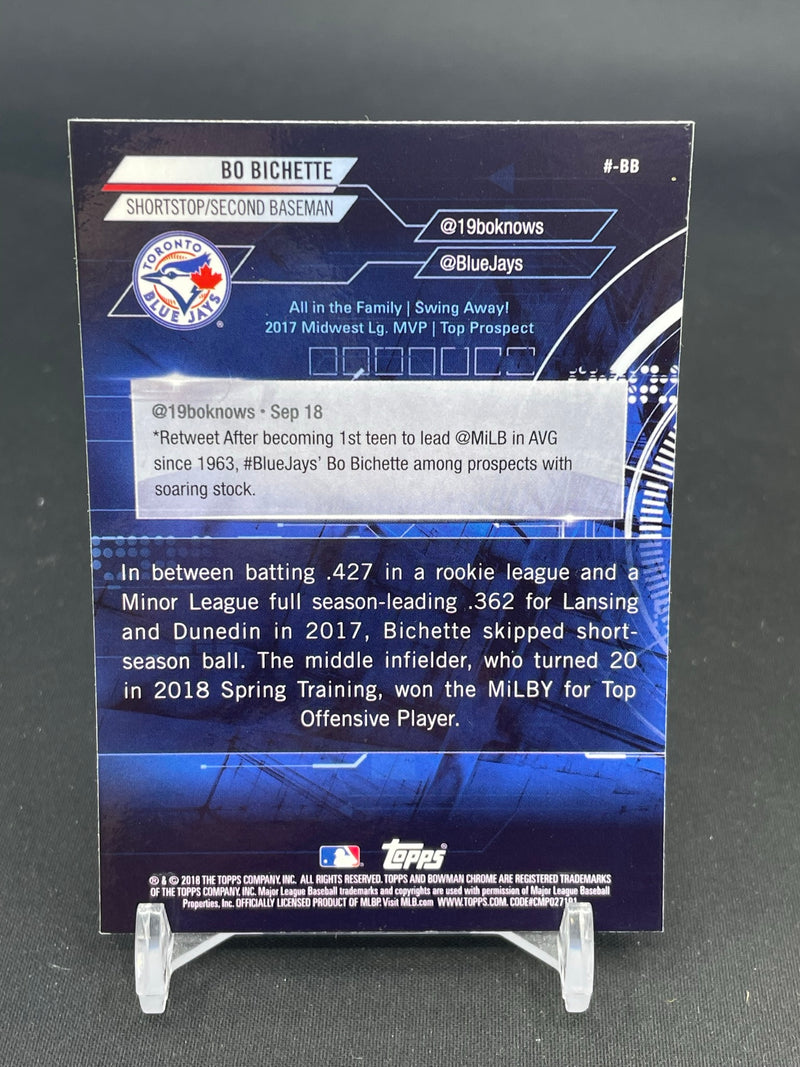 BO BICHETTE
#-BB
SHORTSTOP/SECOND BASEMAN
@19boknows
@BlueJays
TORONTO
BLUE JAYS
All in the Family | Swing Away!
2017 Midwest Lg. MVP | Top Prospect
@19boknows • Sep 18
*Retweet After becoming 1st teen to lead @MiLB in AVG
since 1963, #BlueJays' Bo Bichette among prospects with
soaring stock.
In between batting .427 in a rookie league and a
Minor League full season-leading .362 for Lansing
and Dunedin in 2017, Bichette skipped short-
season ball. The middle infielder, who turned 20
in 2018 Spring Training, won the MiLBY for Top
Offensive Player.
Topps
® & © 2018 THE TOPPS COMPANY, INC. ALL RIGHTS RESERVED. TOPPS AND BOWMAN CHROME ARE REGISTERED TRADEMARKS
OF THE TOPPS COMPANY, INC. Major League Baseball trademarks and copyrights are used with permission of Major League Baseball
Properties, Inc. OFFICIALLY LICENSED PRODUCT OF MLBP. Visit MLB.com WWW.TOPPS.COM. CODE#CMP027181